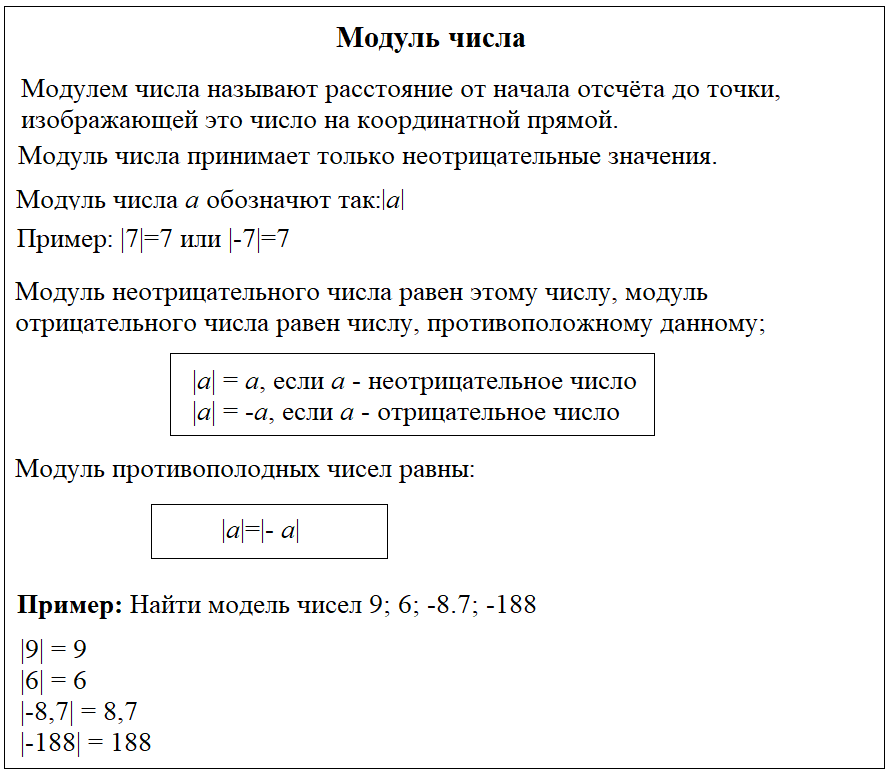 Модуль числа
Модулем числа называют расстояние от начала отсчёта до точки,
изображающей это число на координатной прямой.
Модуль числа принимает только неотрицательные значения.
Модуль числа a обозначют так:|a|
Пример: |7|=7 или |-7|=7
Модуль неотрицательного числа равен этому числу, модуль
отрицательного числа равен числу, противоположному данному;
|a| = a, если a - неотрицательное число
|a| = -a, если a - отрицательное число
Модуль противополодных чисел равны:
|a|=|- a|
Пример: Найти модель чисел 9; 6; -8.7; -188
|9| = 9
|6| = 6
|-8,7| = 8,7
|-188| = 188